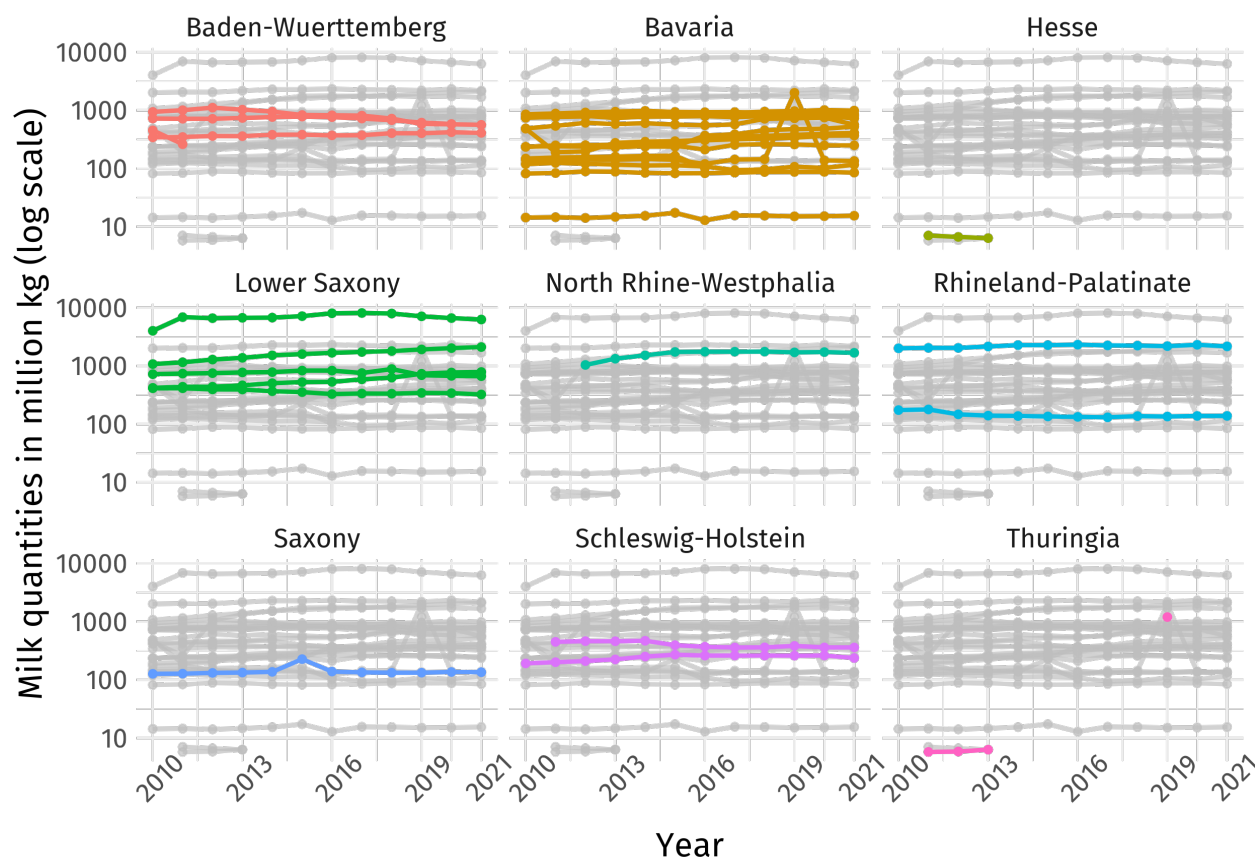 Milk quantities in million kg (log scale)
Baden-Wuerttemberg
Bavaria
Hesse
10000
1000
100
10
Lower Saxony
North Rhine-Westphalia
Rhineland-Palatinate
10000
1000
100
10
Saxony
Schleswig-Holstein
Thuringia
10000
1000
100
10
2010 2013 2016 2019 2021
2010 2013 2016 2019 2021
2010 2013 2016 2019 2021
Year